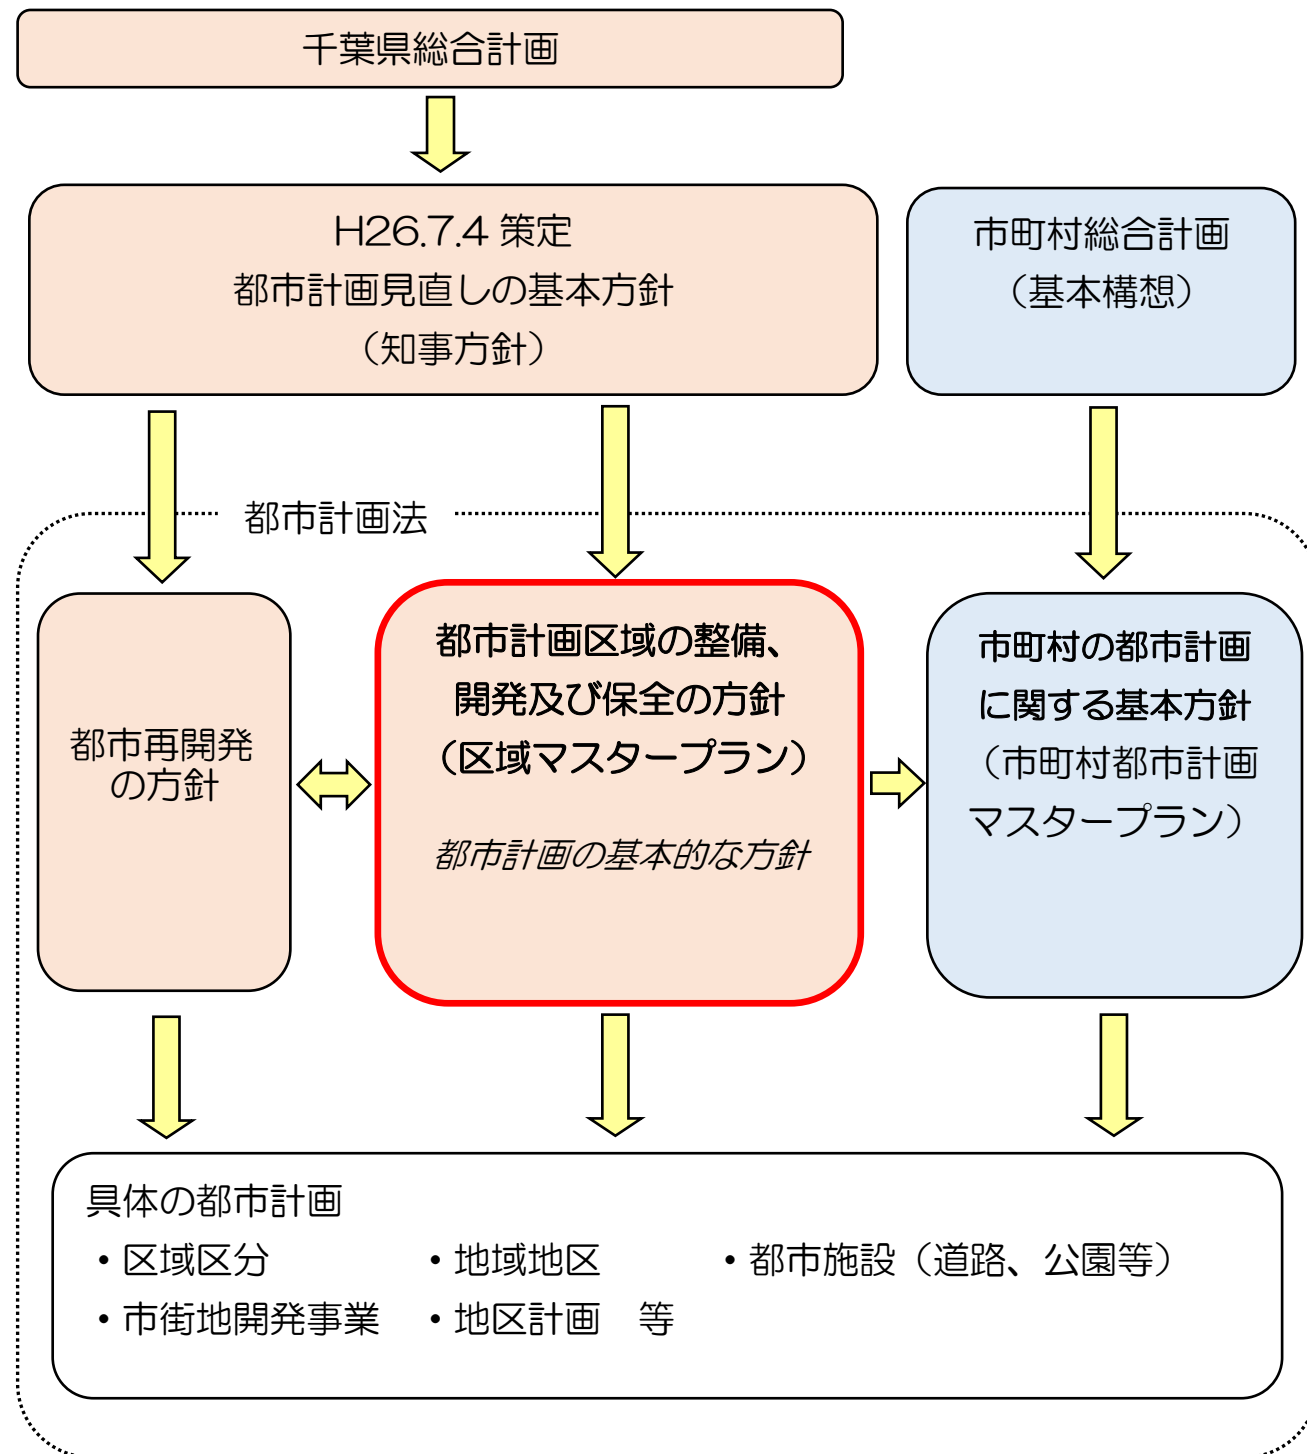 千葉県総合計画
H26.7.4 策定
都市計画見直しの基本方針
（知事方針）
市町村総合計画
（基本構想）
都市計画法
都市再開発
の方針
都市計画区域の整備、
開発及び保全の方針
（区域マスタープラン）
都市計画の基本的な方針
市町村の都市計画
に関する基本方針
（市町村都市計画
マスタープラン）
具体の都市計画
・区域区分　・地域地区　・都市施設（道路、公園等）
・市街地開発事業　・地区計画　等